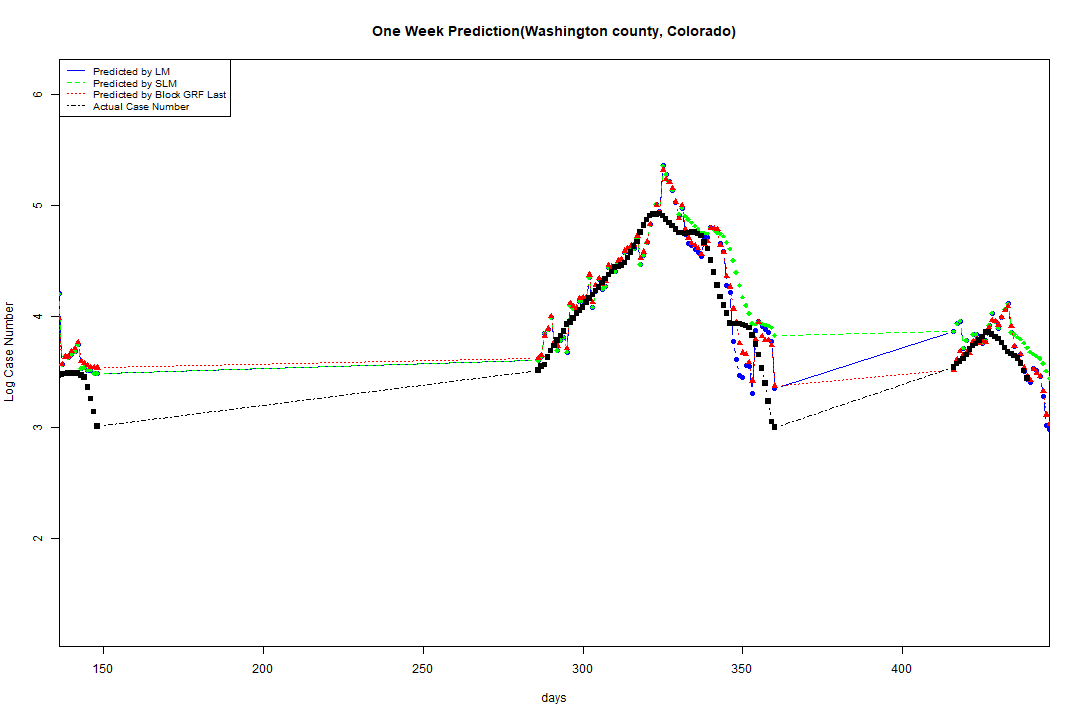 One Week Prediction(Washington county, Colorado)
Predicted by LM
Predicted by SLM
Predicted by Block GRF Last
Actual Case Number
Log Case Number
6
5
4
3
2
150
200
250
300
350
400
days